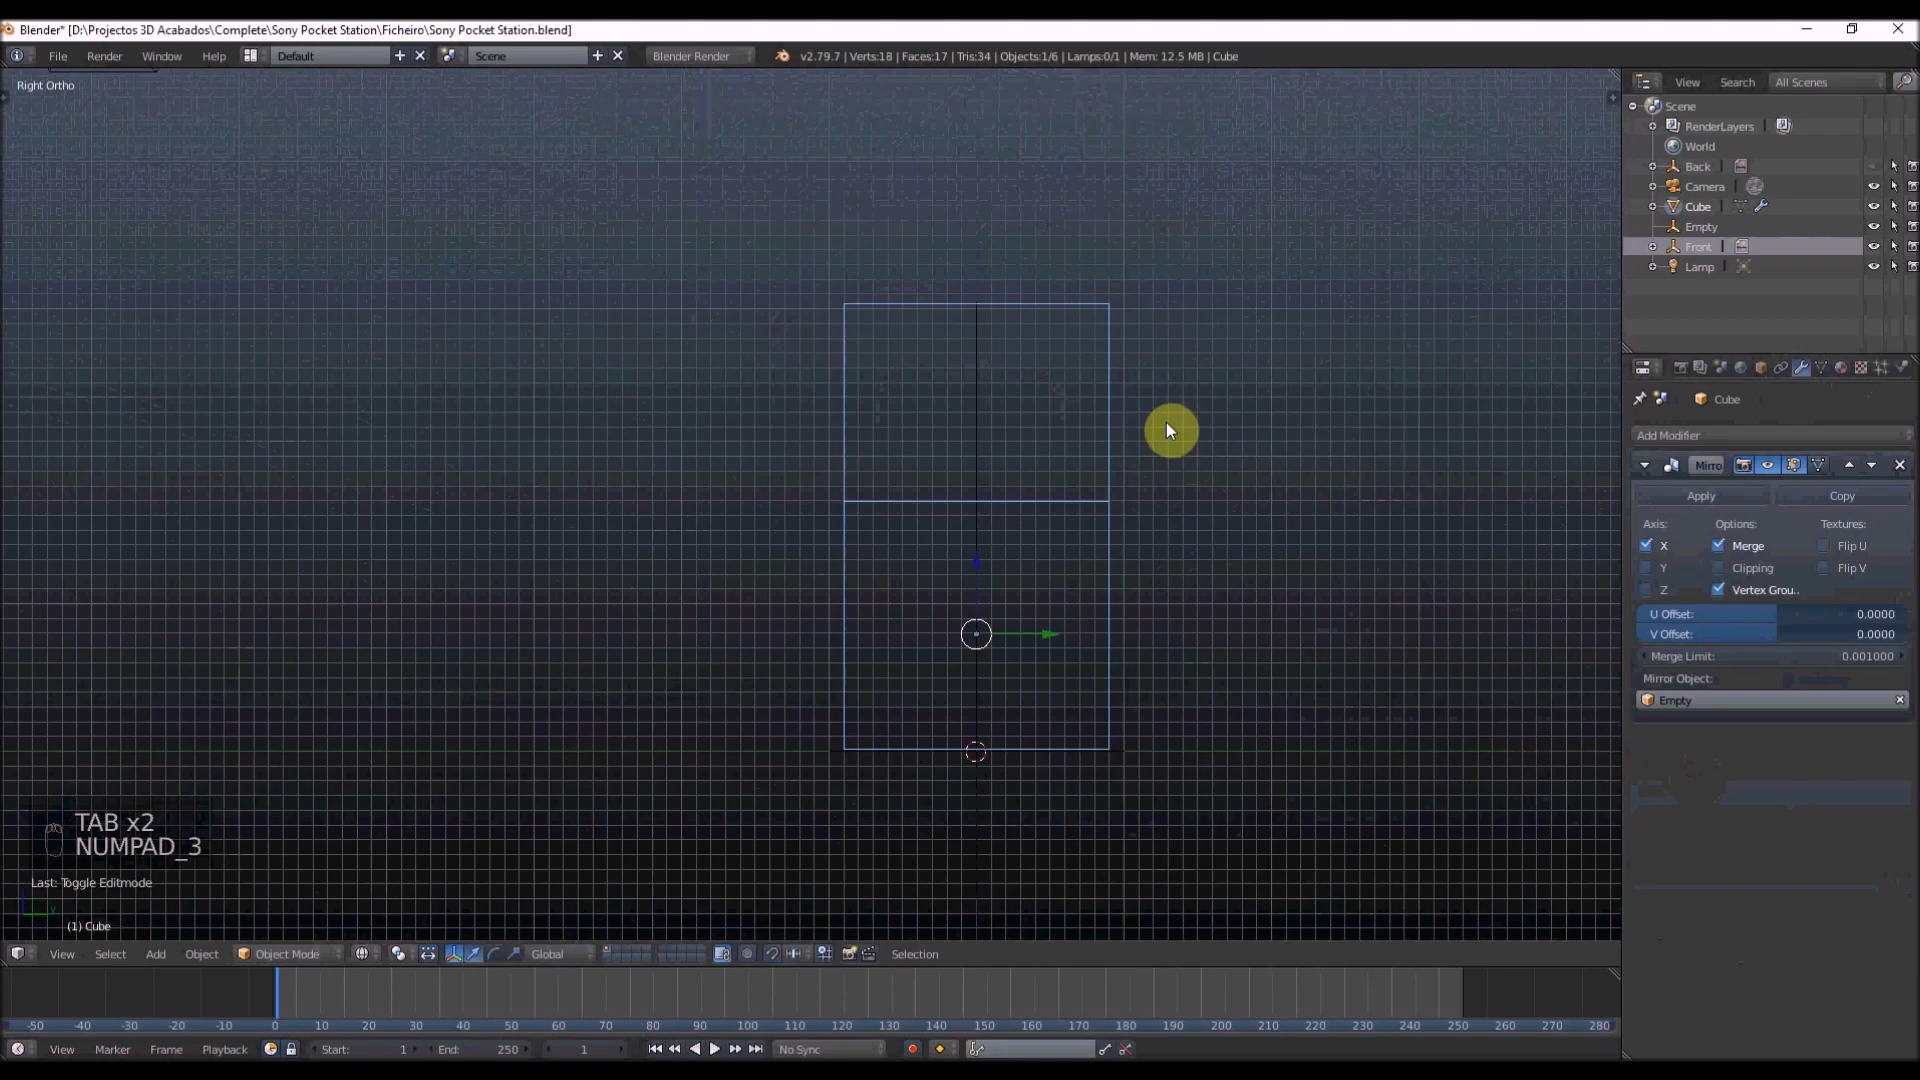 Blender* [D:\Projectos 3D Acabados\Complete\Sony Pocket Station\Ficheiro\Sony Pocket Station.blend]
File Render Window Help Default Scene Blender Render v2.79.7 | Verts:18 | Faces:17 | Tris:34 | Objects:1/6 | Lamps:0/1 | Mem: 12.5 MB | Cube
Right Ortho
View Search All Scenes
Scene
RenderLayers
World
Back
Camera
Cube
Empty
Front
Lamp
Cube
Add Modifier
Mirro
Apply Copy
Axis: Options: Textures:
X Merge Flip U
Y Clipping Flip V
Z Vertex Grou..
U Offset: 0.0000
V Offset: 0.0000
Merge Limit: 0.001000
Mirror Object:
Empty
TAB x2
NUMPAD_3
Last: Toggle Editmode
(1) Cube
View Select Add Object Object Mode Global Selection
-50 -40 -30 -20 -10 0 10 20 30 40 50 60 70 80 90 100 110 120 130 140 150 160 170 180 190 200 210 220 230 240 250 260 270 280
View Marker Frame Playback Start: 1 End: 250 1 No Sync